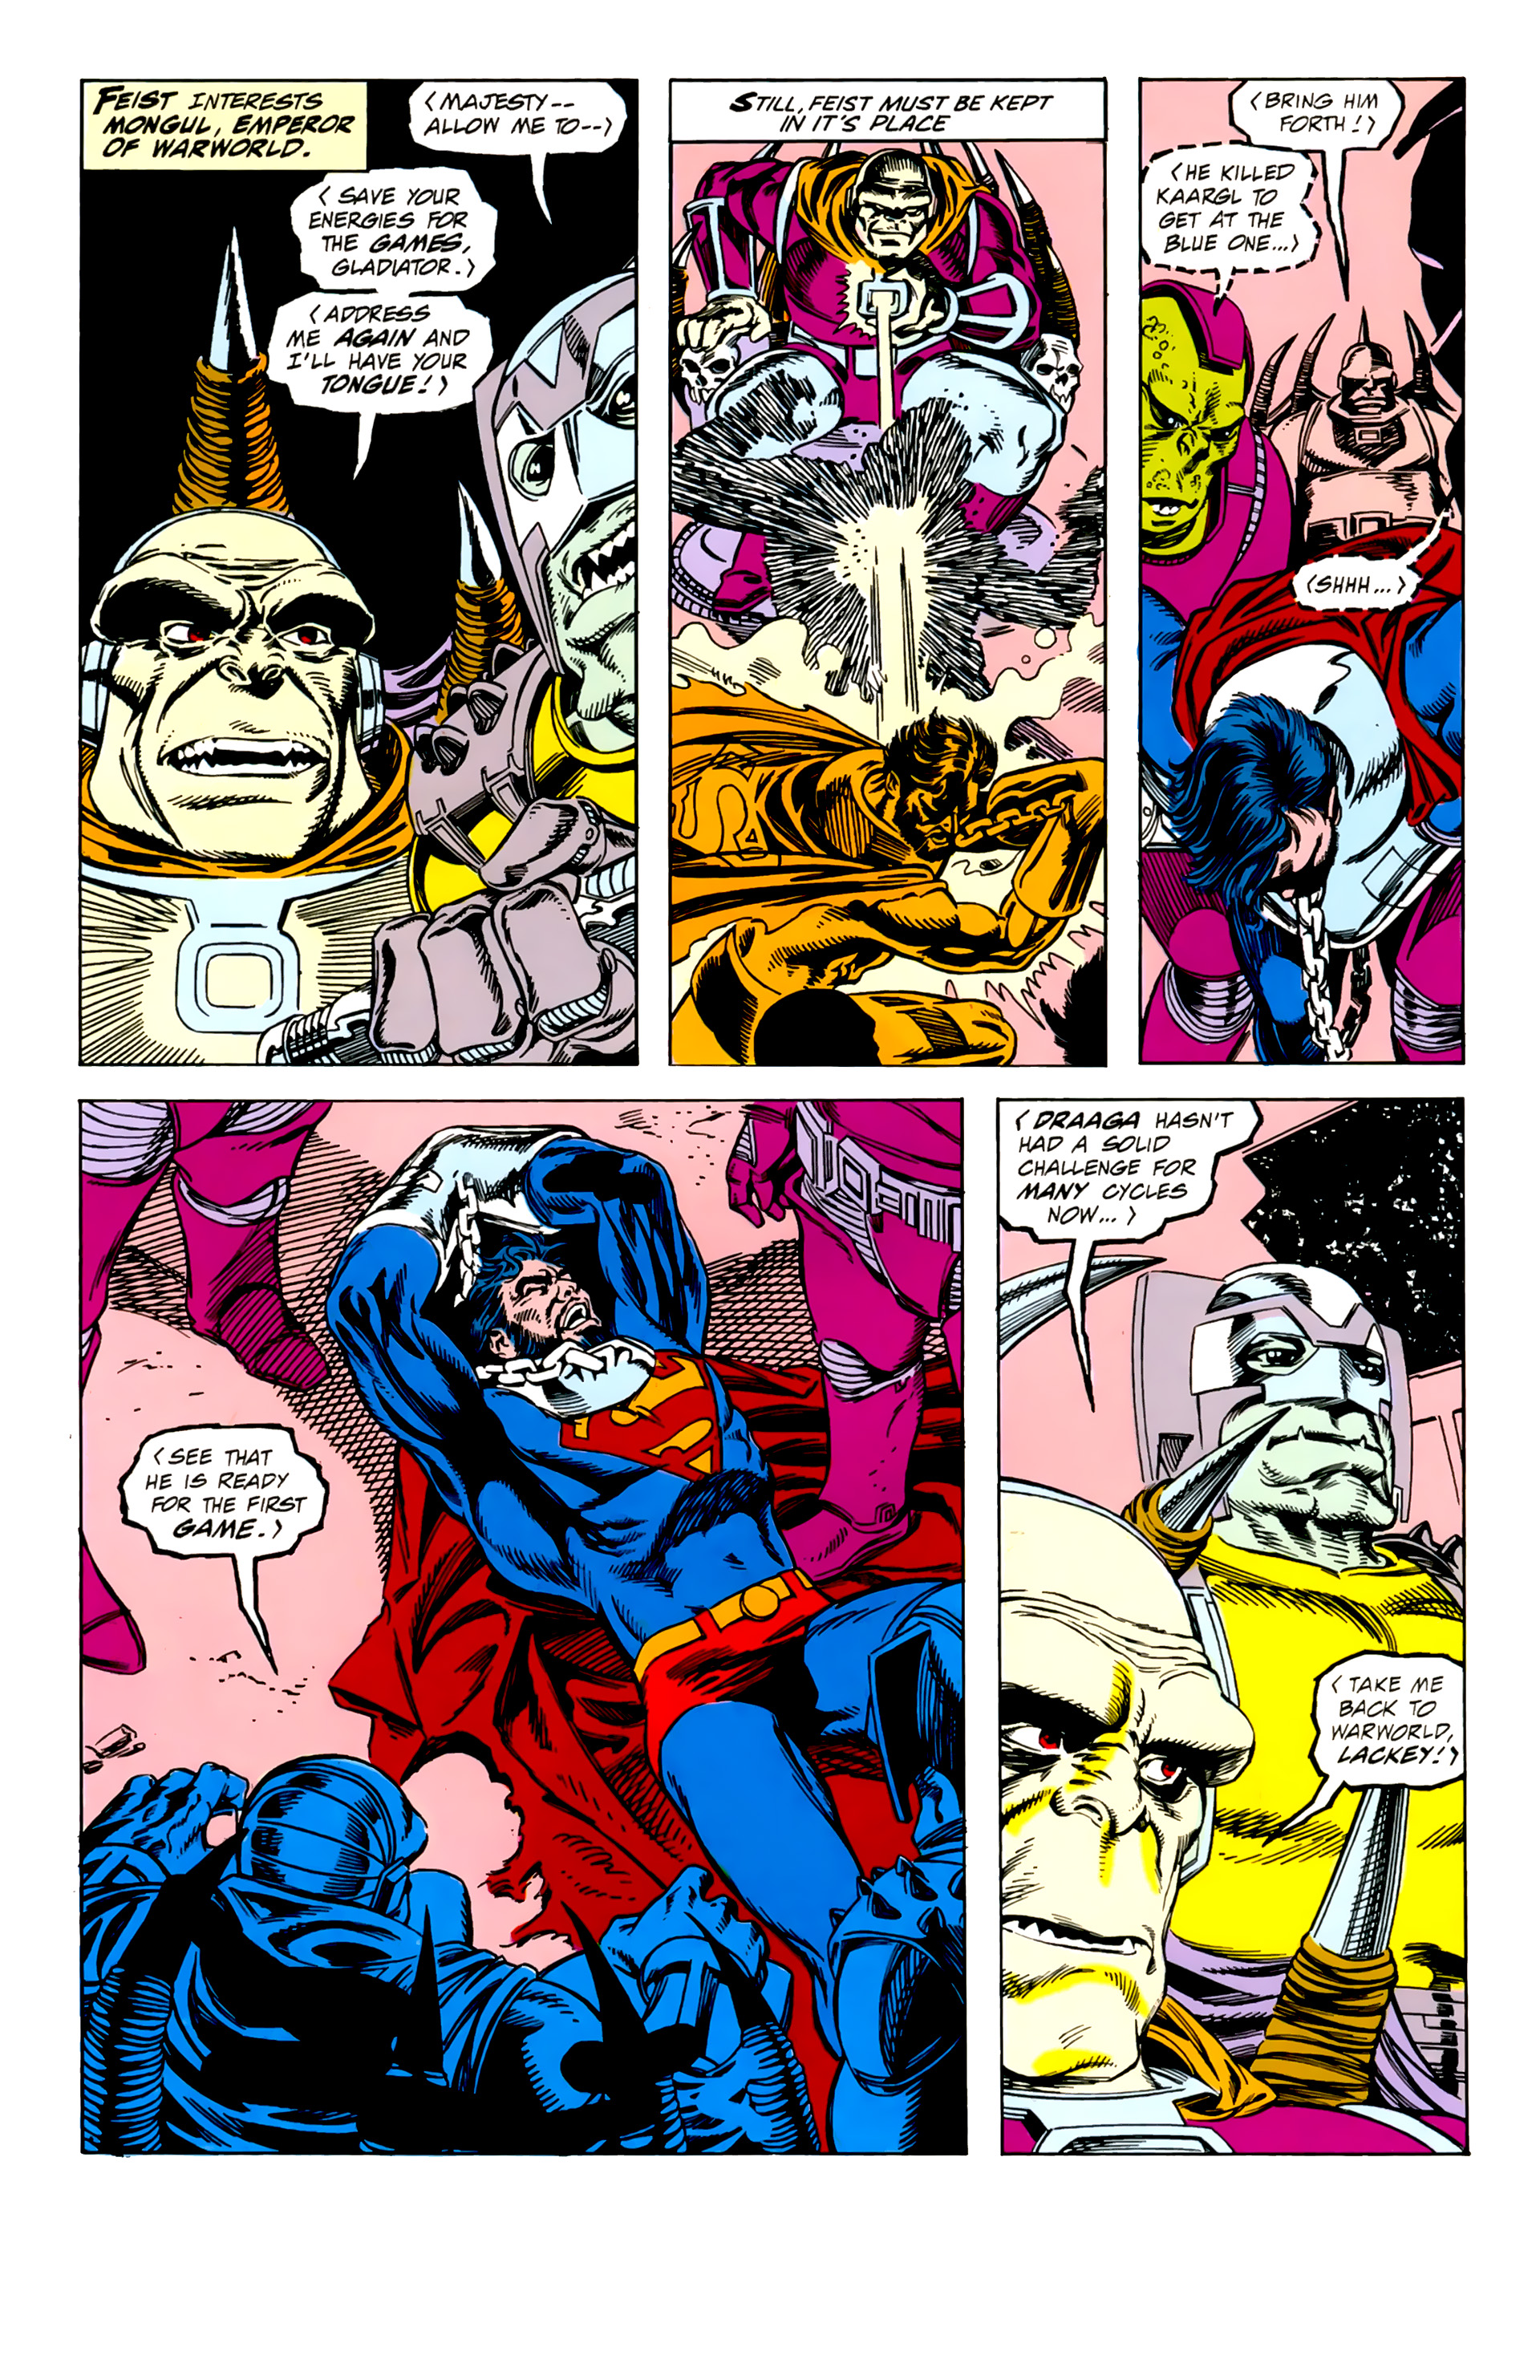 FEIST INTERESTS
MONGUL, EMPEROR
OF WARWORLD.
<MAJESTY--
ALLOW ME TO-->
<SAVE YOUR
ENERGIES FOR
THE GAMES,
GLADIATOR.>
<ADDRESS
ME AGAIN AND
I'LL HAVE YOUR
TONGUE!>
STILL, FEIST MUST BE KEPT
IN IT'S PLACE
<BRING HIM
FORTH!>
<HE KILLED
KAARGL TO
GET AT THE
BLUE ONE...>
<SHHH...>
<SEE THAT
HE IS READY
FOR THE FIRST
GAME.>
<DRAAGA HASN'T
HAD A SOLID
CHALLENGE FOR
MANY CYCLES
NOW...>
<TAKE ME
BACK TO
WARWORLD,
LACKEY!>